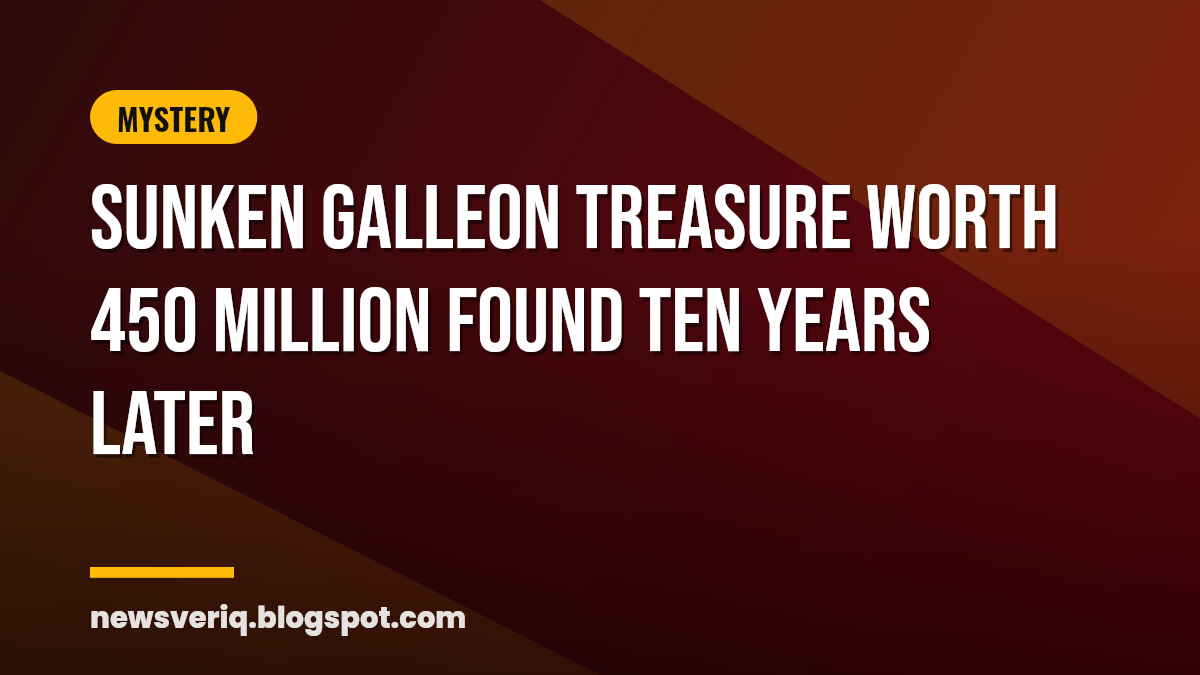 MYSTERY
SUNKEN GALLEON TREASURE WORTH
450 MILLION FOUND TEN YEARS
LATER
newsveriq.blogspot.com